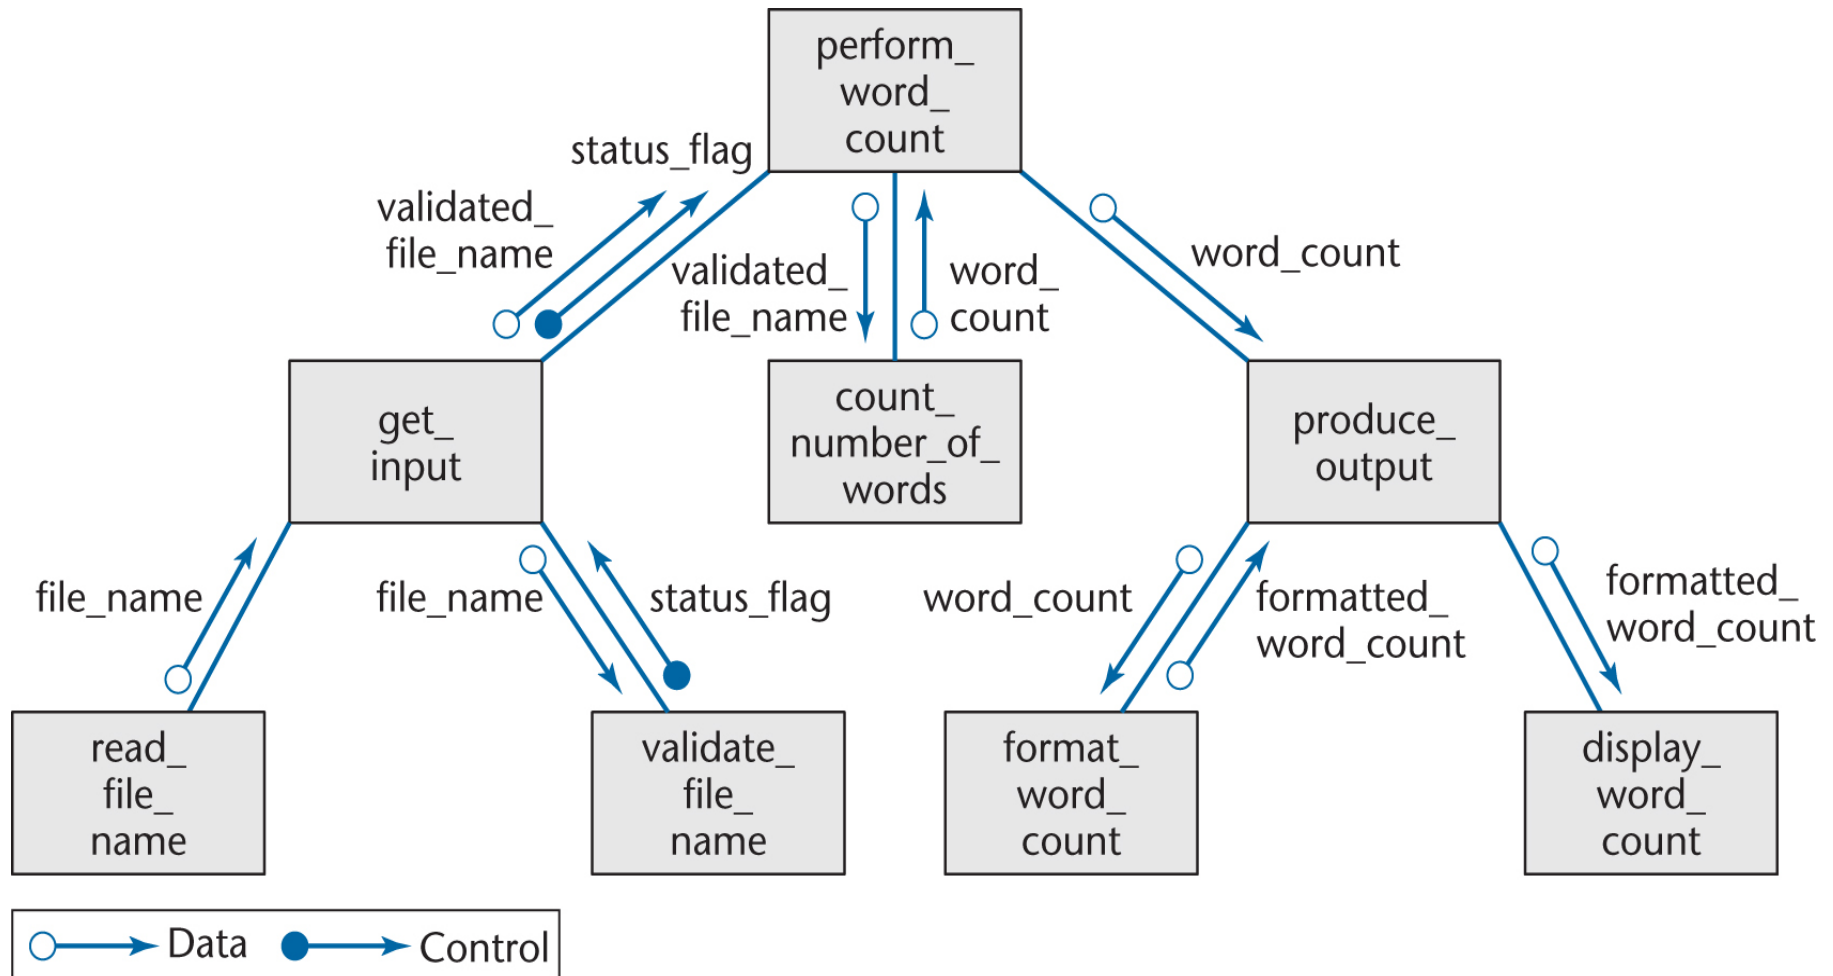 perform_
word_
count
status_flag
validated_
file_name
validated_
file_name
word_
count
word_count
get_
input
count_
number_of_
words
produce_
output
file_name
file_name
status_flag
word_count
formatted_
word_count
formatted_
word_count
read_
file_
name
validate_
file_
name
format_
word_
count
display_
word_
count
Data
Control